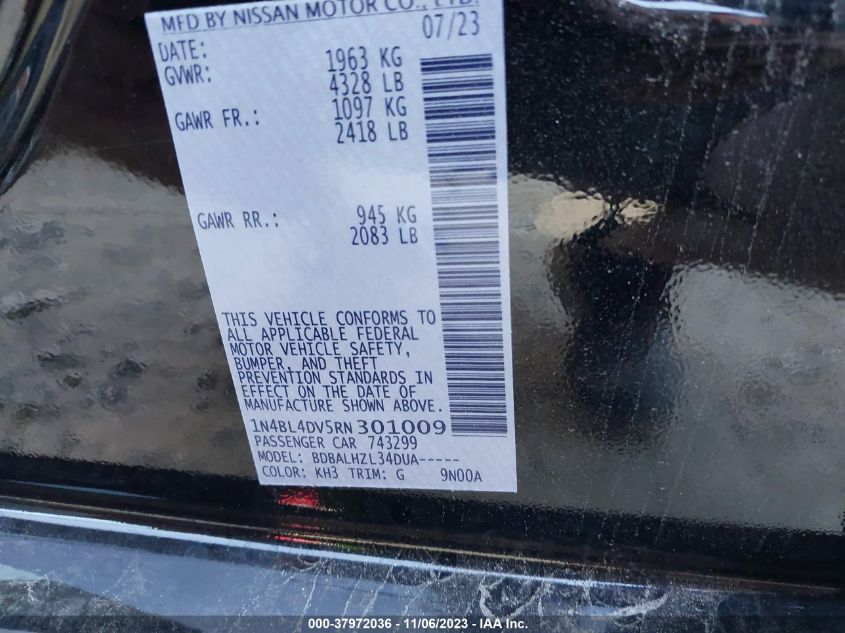 MFD BY NISSAN MOTOR CO., LTD.
DATE: 07/23
GVWR: 1963 KG
4328 LB
GAWR FR.: 1097 KG
2418 LB
GAWR RR.: 945 KG
2083 LB
THIS VEHICLE CONFORMS TO
ALL APPLICABLE FEDERAL
MOTOR VEHICLE SAFETY,
BUMPER, AND THEFT
PREVENTION STANDARDS IN
EFFECT ON THE DATE OF
MANUFACTURE SHOWN ABOVE.
1N4BL4DV5RN301009
PASSENGER CAR 743299
MODEL: BDBALHZL34DUA-----
COLOR: KH3 TRIM: G 9N00A
000-37972036 - 11/06/2023 - IAA Inc.